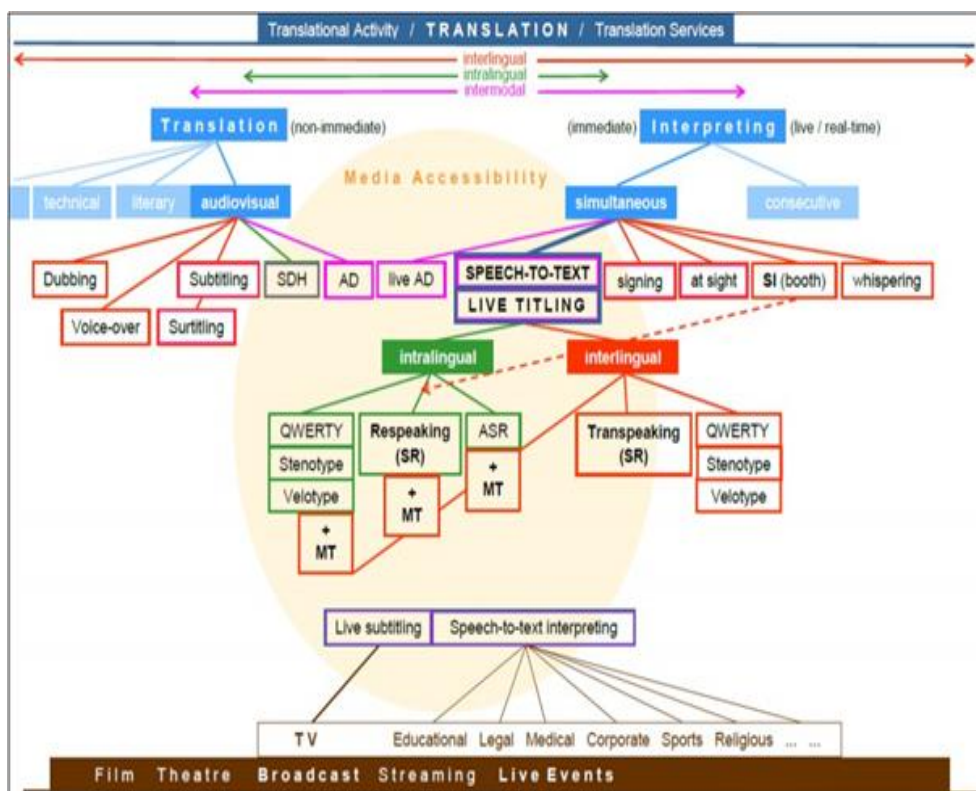 Translational Activity / TRANSLATION / Translation Services
interlingual
intralingual
intermodal
Translation (non-immediate)
(immediate) Interpreting (live / real-time)
Media Accessibility
technical literary audiovisual simultaneous consecutive
Dubbing Subtitling SDH AD live AD SPEECH-TO-TEXT signing at sight SI (booth) whispering
Voice-over Surtitling LIVE TITLING
intralingual interlingual
QWERTY Respeaking ASR Transpeaking QWERTY
Stenotype (SR) + (SR) Stenotype
Velotype + MT Velotype
+ MT
MT
Live subtitling Speech-to-text interpreting
TV Educational Legal Medical Corporate Sports Religious ... ...
Film Theatre Broadcast Streaming Live Events